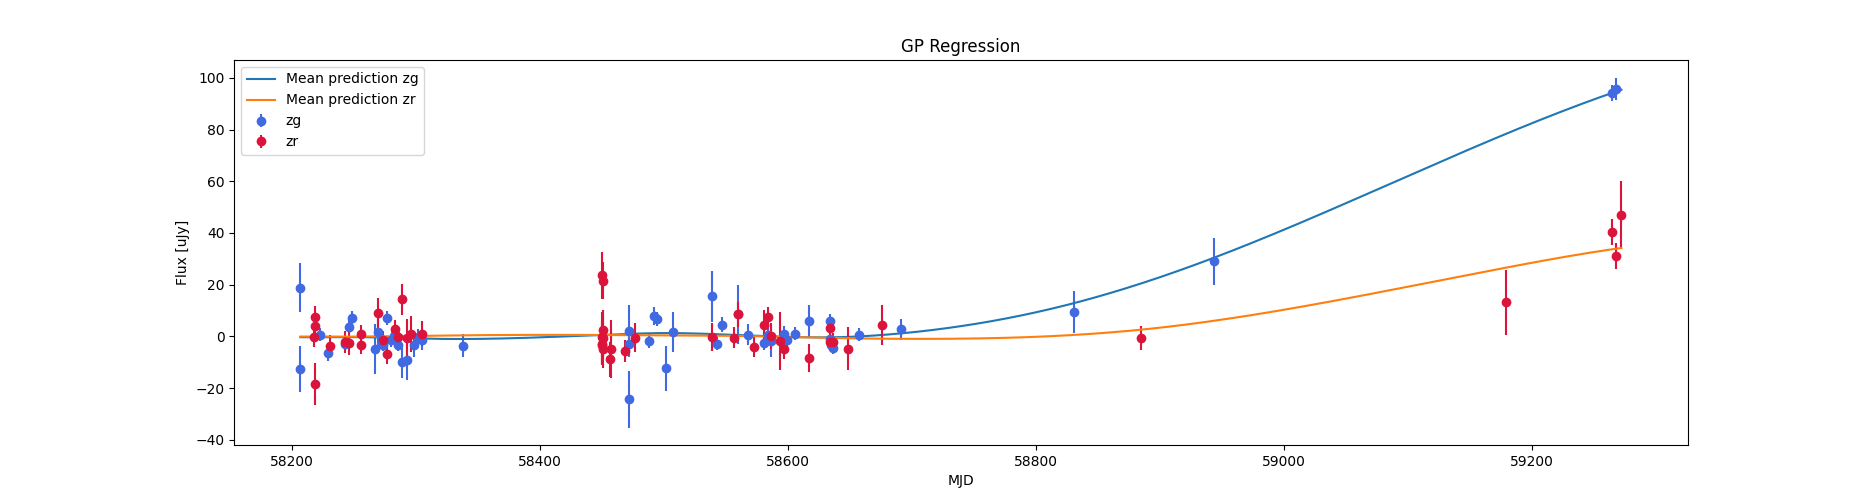 GP Regression
Mean prediction zg
Mean prediction zr
zg
zr
100
80
60
40
20
0
−20
−40
Flux [uJy]
58200 58400 58600 58800 59000 59200
MJD